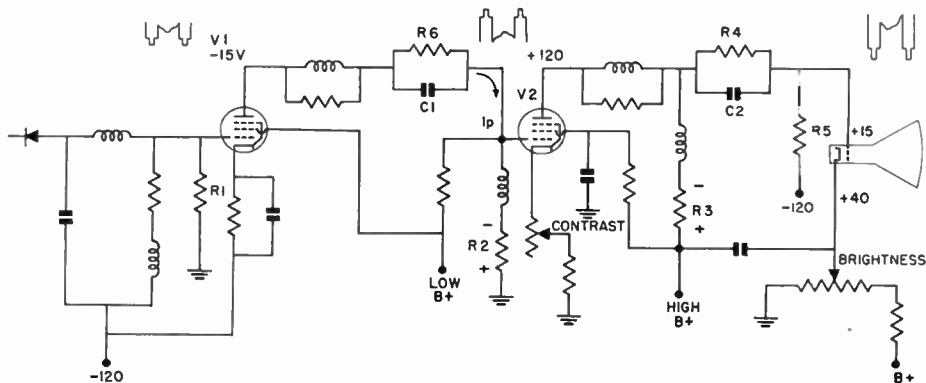 V1
-15V
R6
C1
Ip
+120
V2
R4
C2
R5
+15
-120
+40
R1
R2
-
+
CONTRAST
-
R3
+
LOW
B+
HIGH
B+
BRIGHTNESS
-120
B+